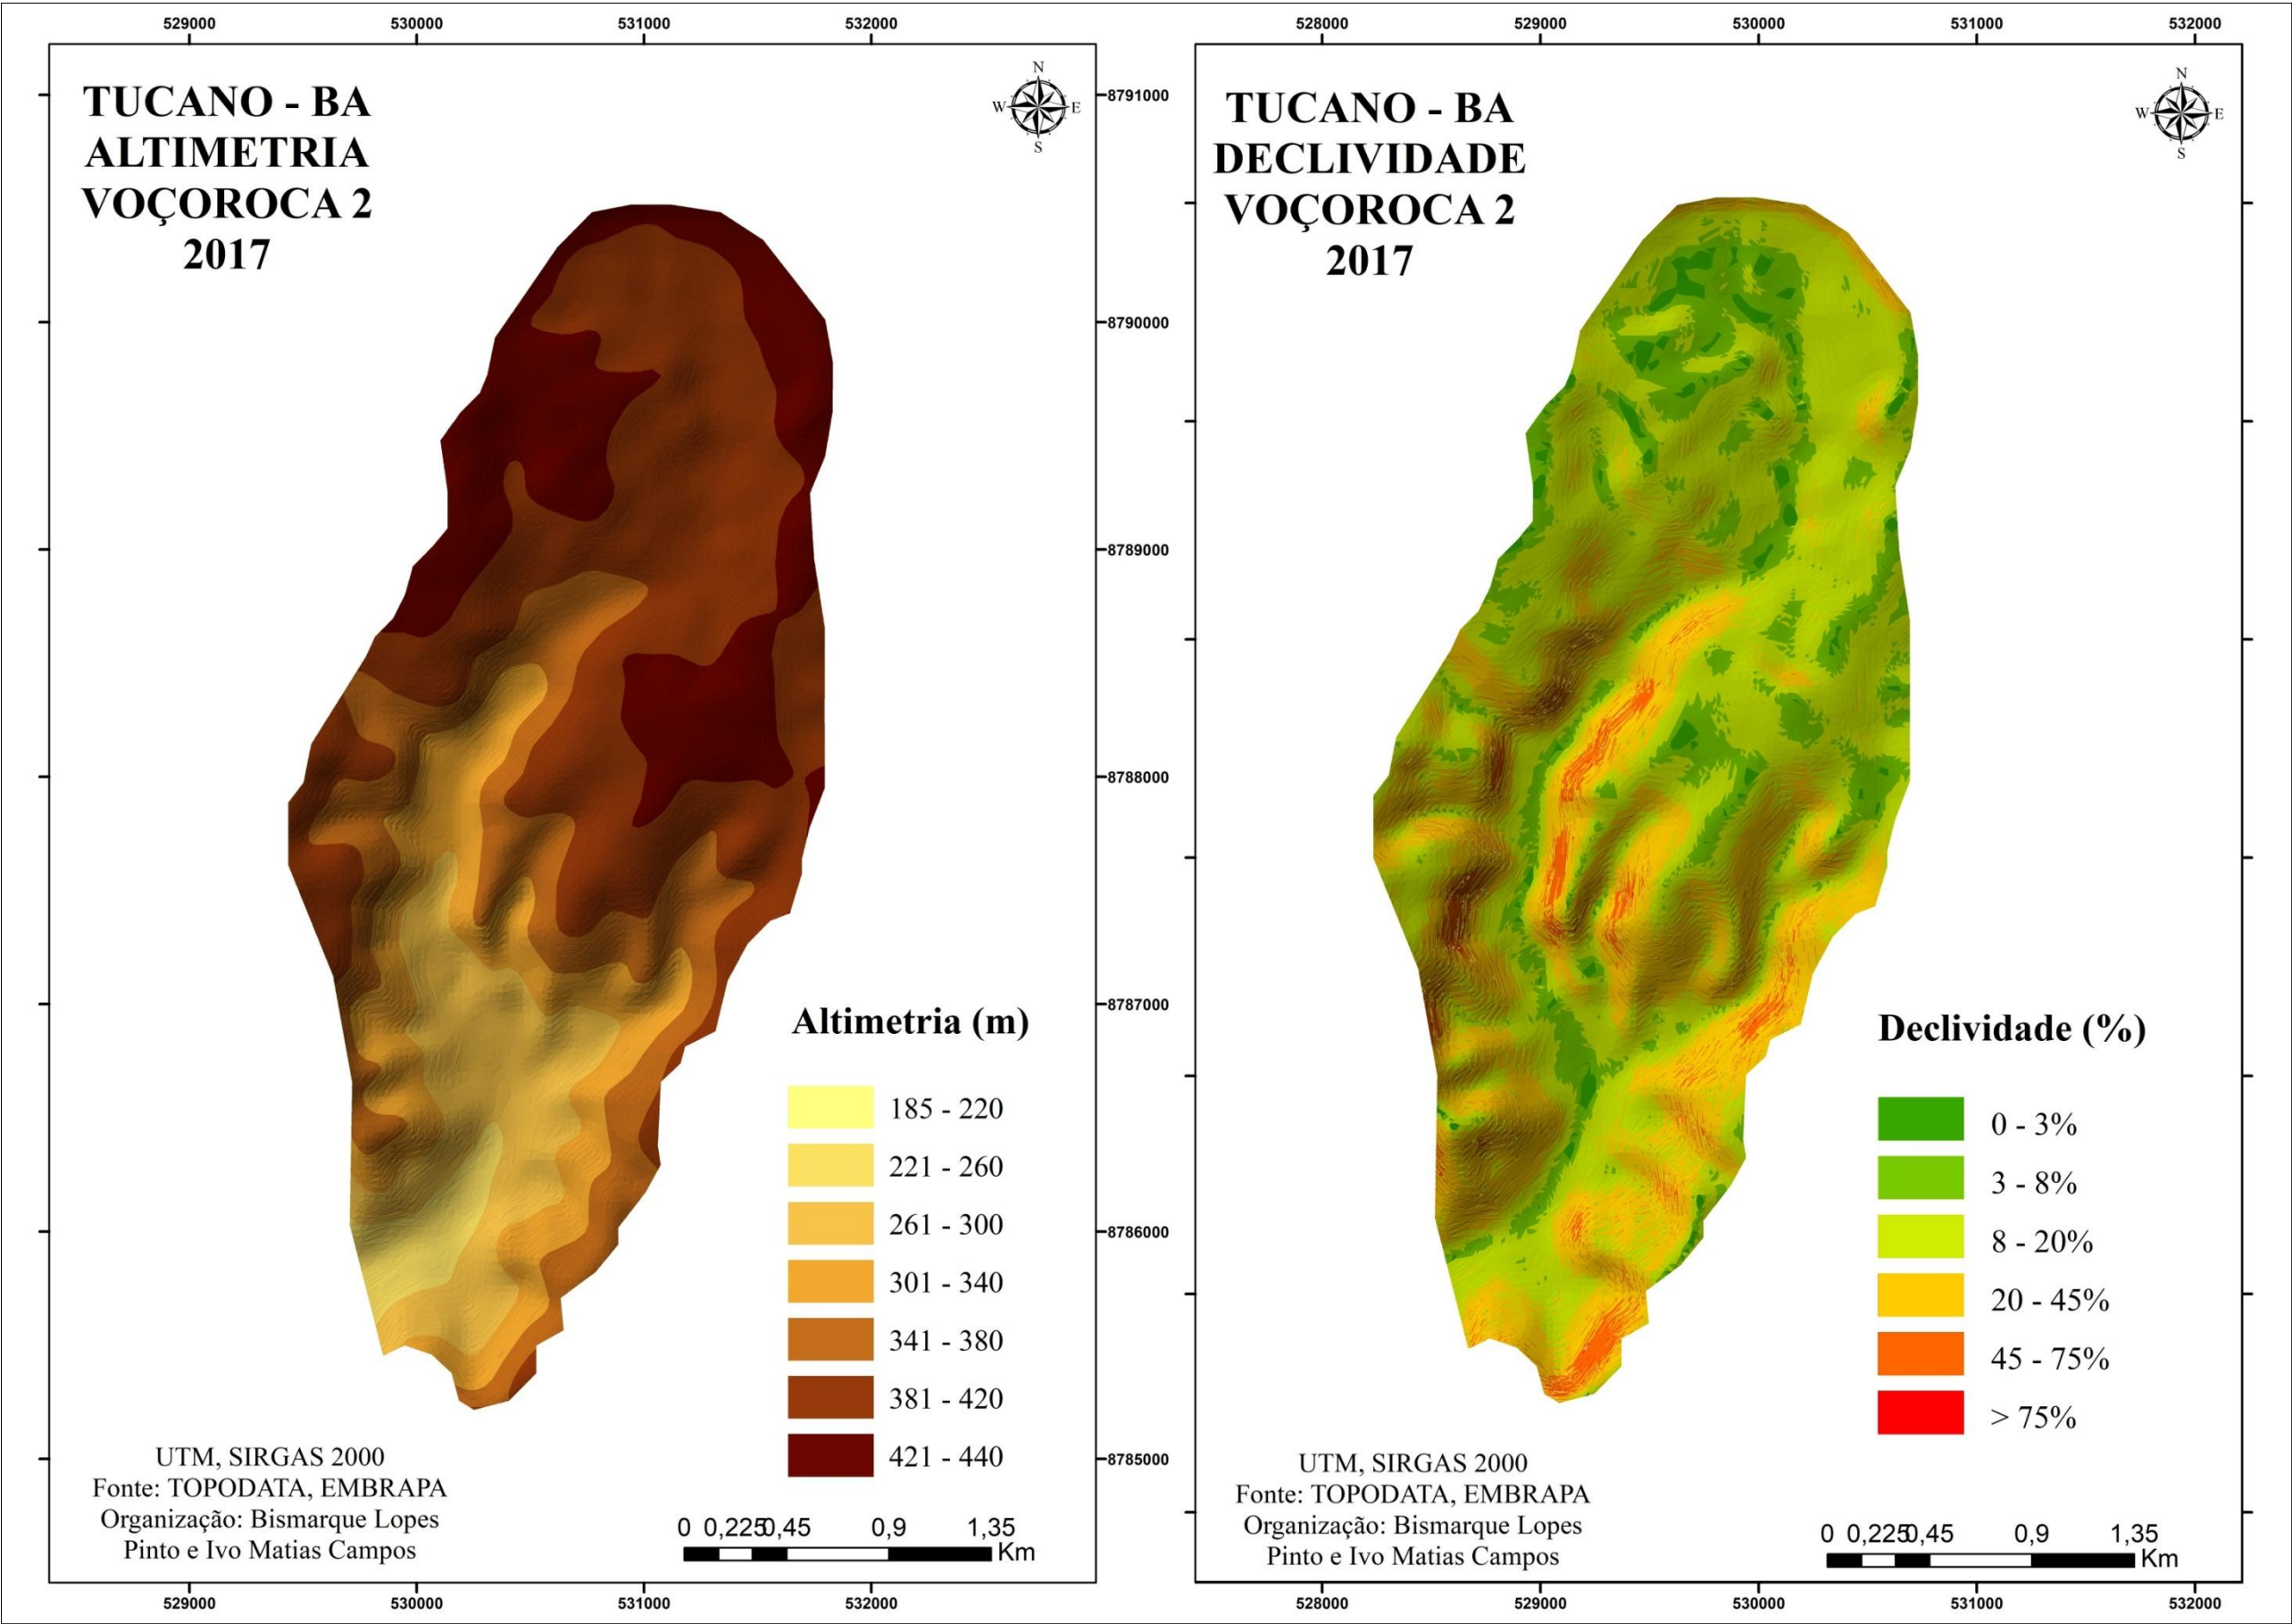 529000 530000 531000 532000
TUCANO - BA
ALTIMETRIA
VOÇOROCA 2
2017
N
W E
S
8791000
8790000
8789000
8788000
8787000
8786000
8785000
Altimetria (m)
185 - 220
221 - 260
261 - 300
301 - 340
341 - 380
381 - 420
421 - 440
UTM, SIRGAS 2000
Fonte: TOPODATA, EMBRAPA
Organização: Bismarque Lopes
Pinto e Ivo Matias Campos
0 0,225 0,45 0,9 1,35
Km
529000 530000 531000 532000
528000 529000 530000 531000 532000
TUCANO - BA
DECLIVIDADE
VOÇOROCA 2
2017
N
W E
S
Declividade (%)
0 - 3%
3 - 8%
8 - 20%
20 - 45%
45 - 75%
> 75%
UTM, SIRGAS 2000
Fonte: TOPODATA, EMBRAPA
Organização: Bismarque Lopes
Pinto e Ivo Matias Campos
0 0,225 0,45 0,9 1,35
Km
528000 529000 530000 531000 532000